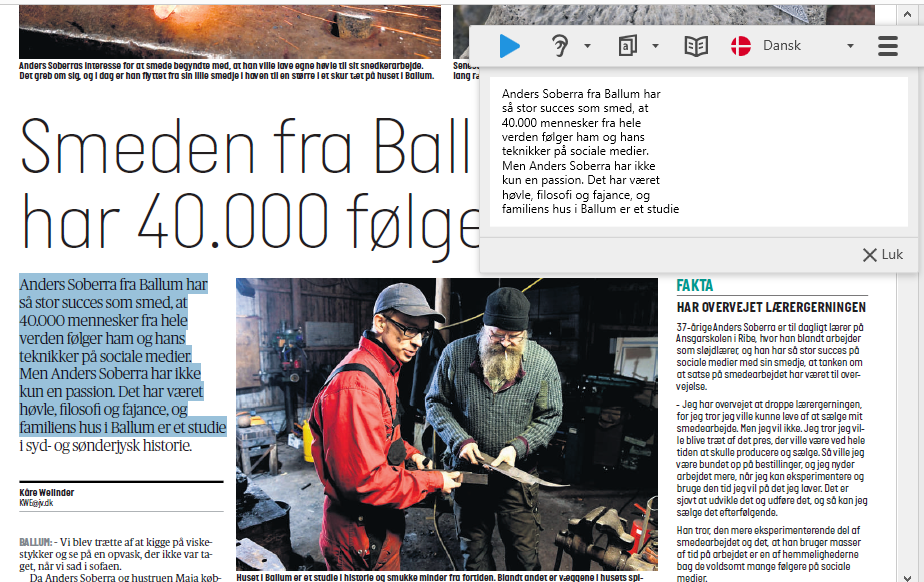 Anders Soberras interesse for at smede begyndte med, at han ville lave egne høvle til sit snedkerarbejde.
Det greb om sig, og i dag er han flyttet fra sin lille smedje i haven til en større i et skur tæt på huset i Ballum.
lang
Dansk
Anders Soberra fra Ballum har
så stor succes som smed, at
40.000 mennesker fra hele
verden følger ham og hans
teknikker på sociale medier.
Men Anders Soberra har ikke
kun en passion. Det har været
høvle, filosofi og fajance, og
familiens hus i Ballum er et studie
Luk
Smeden fra Ball
har 40.000 følge
Anders Soberra fra Ballum har
så stor succes som smed, at
40.000 mennesker fra hele
verden følger ham og hans
teknikker på sociale medier.
Men Anders Soberra har ikke
kun en passion. Det har været
høvle, filosofi og fajance, og
familiens hus i Ballum er et studie
i syd- og sønderjysk historie.
Kåre Welinder
KWE@jv.dk
BALLUM: - Vi blev trætte af at kigge på viske-
stykker og se på en opvask, der ikke var ta-
get, når vi sad i sofaen.
Da Anders Soberra og hustruen Maja køb-
Huset i Ballum er et studie i historie og smukke minder fra fortiden. Blandt andet er væggene i husets spi-
FAKTA
HAR OVERVEJET LÆRERGERNINGEN
37-årige Anders Soberra er til dagligt lærer på
Ansgarskolen i Ribe, hvor han blandt arbejder
som sløjdlærer, og han har så stor succes på
sociale medier med sin smedje, at tanken om
at satse på smedearbejdet har været til over-
vejelse.
- Jeg har overvejet at droppe lærergerningen,
for jeg tror jeg ville kunne leve af at sælge mit
smedearbejde. Men jeg vil ikke. Jeg tror jeg vil-
le blive træt af det pres, der ville være ved hele
tiden at skulle producere og sælge. Så ville jeg
være bundet op på bestillinger, og jeg nyder
arbejdet mere, når jeg kan eksperimentere og
bruge den tid jeg vil på det jeg laver. Det er
sjovt at udvikle det og udføre det, og så kan jeg
sælge det efterfølgende.
Han tror, den mere eksperimenterende del af
smedearbejdet og det, at han bruger masser
af tid på arbejdet er en af hemmelighederne
bag de voldsomt mange følgere på sociale
medier.